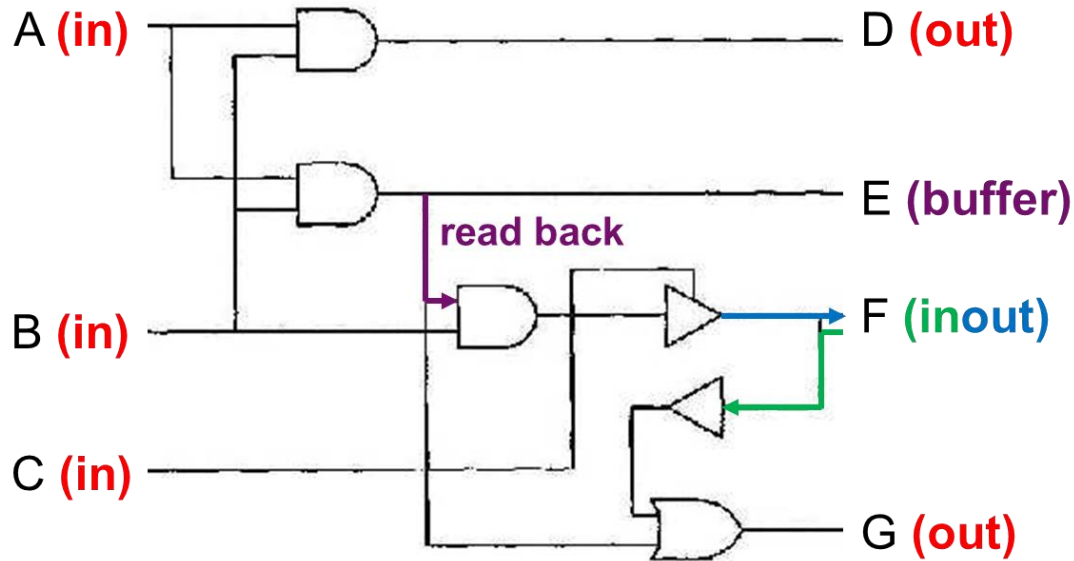 A (in)
D (out)
E (buffer)
read back
B (in)
F (inout)
C (in)
G (out)